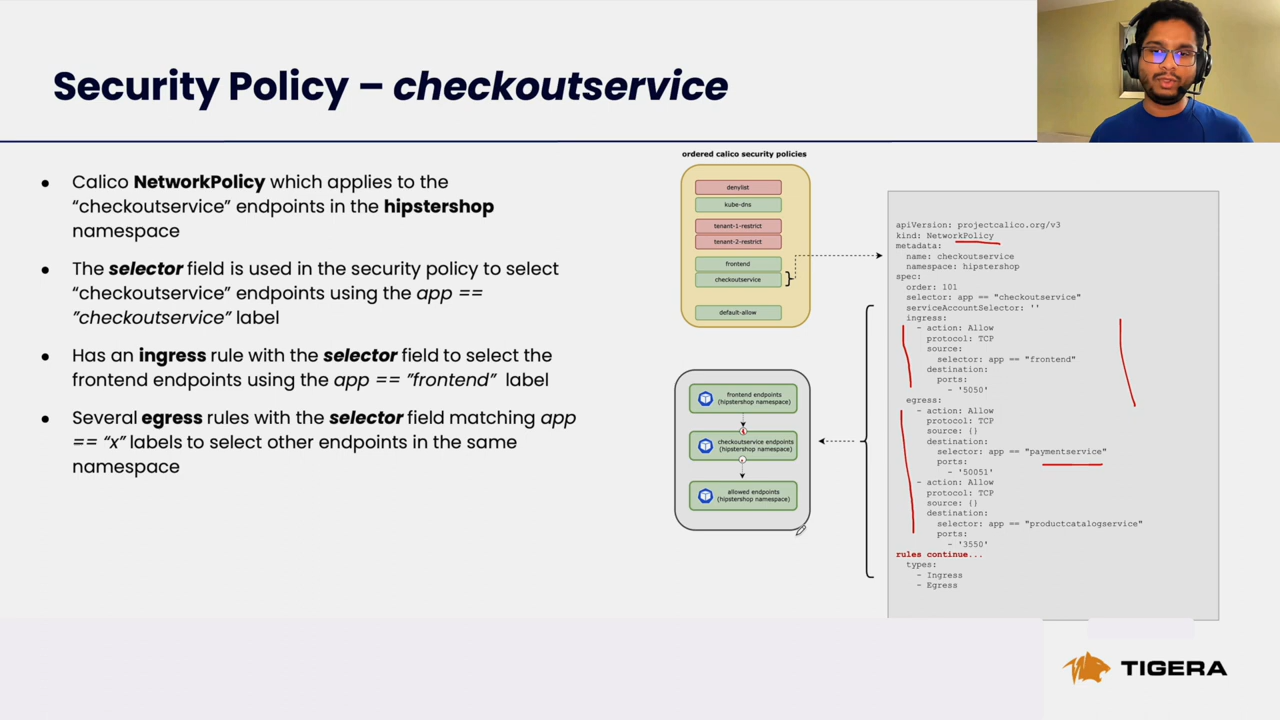 Security Policy – checkoutservice
● Calico NetworkPolicy which applies to the
“checkoutservice” endpoints in the hipstershop
namespace
● The selector field is used in the security policy to select
“checkoutservice” endpoints using the app ==
”checkoutservice” label
● Has an ingress rule with the selector field to select the
frontend endpoints using the app == ”frontend” label
● Several egress rules with the selector field matching app
== “x” labels to select other endpoints in the same
namespace
ordered calico security policies
denylist
kube-dns
tenant-1-restrict
tenant-2-restrict
frontend
checkoutservice
default-allow
frontend endpoints
(hipstershop namespace)
checkoutservice endpoints
(hipstershop namespace)
allowed endpoints
(hipstershop namespace)
apiVersion: projectcalico.org/v3
kind: NetworkPolicy
metadata:
name: checkoutservice
namespace: hipstershop
spec:
order: 101
selector: app == "checkoutservice"
serviceAccountSelector: ''
ingress:
- action: Allow
protocol: TCP
source:
selector: app == "frontend"
destination:
ports:
- '5050'
egress:
- action: Allow
protocol: TCP
source: {}
destination:
selector: app == "paymentservice"
ports:
- '50051'
- action: Allow
protocol: TCP
source: {}
destination:
selector: app == "productcatalogservice"
ports:
- '3550'
rules continue...
types:
- Ingress
- Egress
TIGERA